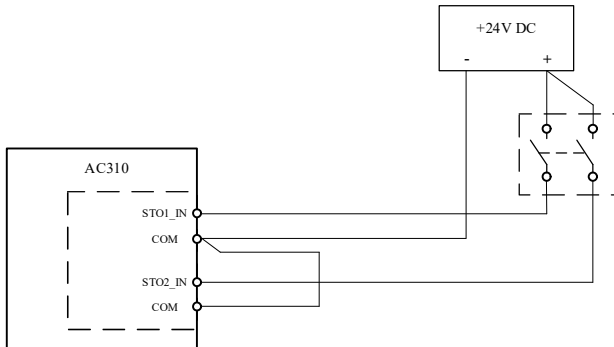 +24V DC
- +
AC310
STO1_IN
COM
STO2_IN
COM